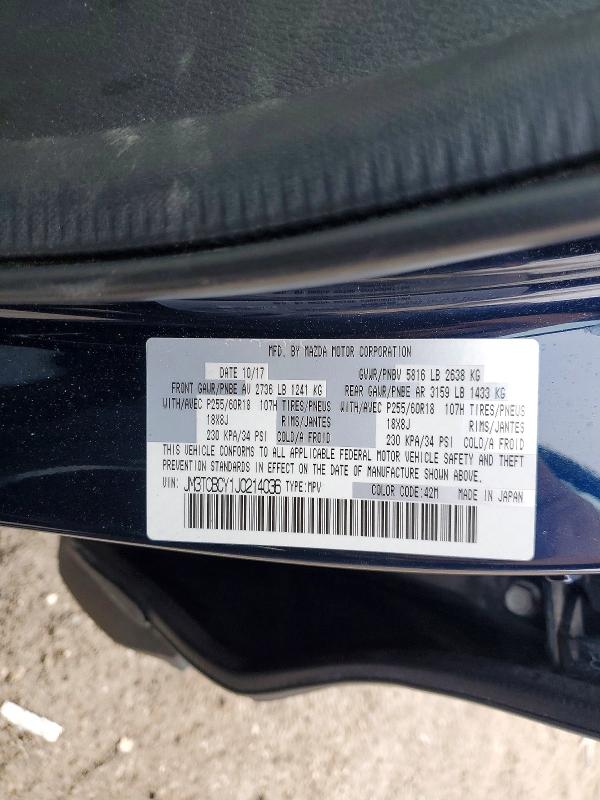 MFD. BY MAZDA MOTOR CORPORATION
DATE 10/17 GVWR/PNBV 5816 LB 2638 KG
FRONT GAWR/PNBE AV 2736 LB 1241 KG REAR GAWR/PNBE AR 3159 LB 1433 KG
WITH/AVEC P255/60R18 107H TIRES/PNEUS WITH/AVEC P255/60R18 107H TIRES/PNEUS
18X8J RIMS/JANTES 18X8J RIMS/JANTES
230 KPA/34 PSI COLD/A FROID 230 KPA/34 PSI COLD/A FROID
THIS VEHICLE CONFORMS TO ALL APPLICABLE FEDERAL MOTOR VEHICLE SAFETY AND THEFT
PREVENTION STANDARDS IN EFFECT ON THE DATE OF MANUFACTURE SHOWN ABOVE.
VIN: JM3TCBCY1J0214036 TYPE:MPV COLOR CODE:42M MADE IN JAPAN